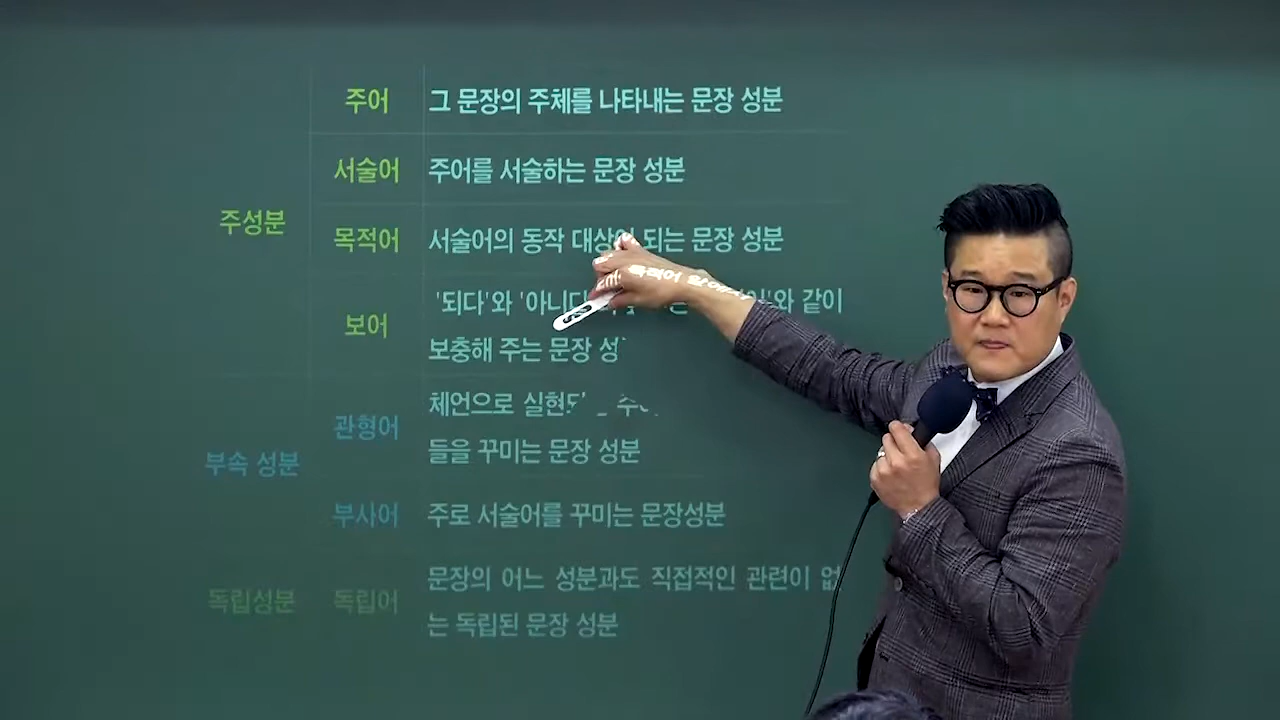 주어 그 문장의 주체를 나타내는 문장 성분
서술어 주어를 서술하는 문장 성분
주성분
목적어 서술어의 동작 대상이 되는 문장 성분
'되다'와 '아니다 와 같이
보어
보충해 주는 문장
체언으로
관형어
들을 꾸미는 문장 성분
부속 성분
부사어 주로 서술어를 꾸미는 문장성분
문장의 어느 성분과도 직접적인 관련이 없
독립성분 독립어
는 독립된 문장 성분